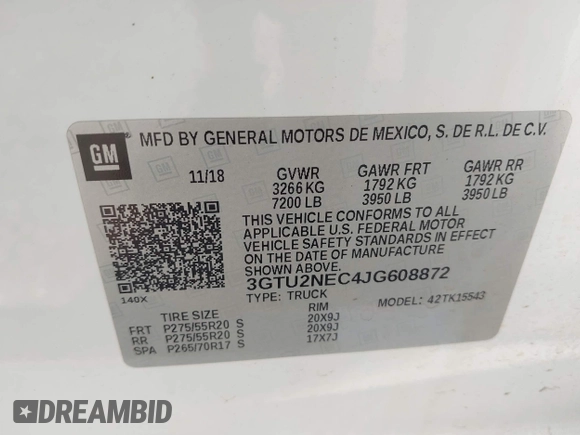 GM
MFD BY GENERAL MOTORS DE MEXICO, S. DE R.L. DE C.V.
11/18 GVWR GAWR FRT GAWR RR
3266 KG 1792 KG 1792 KG
7200 LB 3950 LB 3950 LB
THIS VEHICLE CONFORMS TO ALL
APPLICABLE U.S. FEDERAL MOTOR
VEHICLE SAFETY STANDARDS IN EFFECT
ON THE DATE OF MANUFACTURE
SHOWN ABOVE.
3GTU2NEC4JG608872
140X
TYPE: TRUCK MODEL: 42TK15543
TIRE SIZE RIM
FRT P275/55R20 S 20X9J
RR P275/55R20 S 20X9J
SPA P265/70R17 S 17X7J
DREAMBID